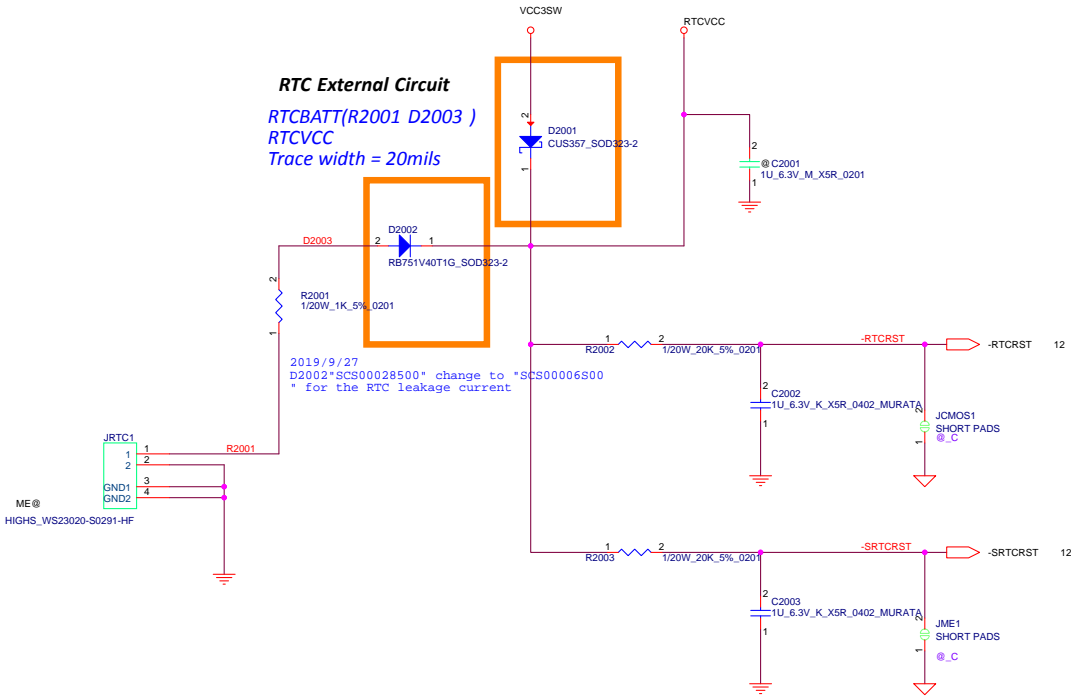 VCC3SW
RTCVCC
RTC External Circuit
RTCBATT(R2001 D2003 )
RTCVCC
Trace width = 20mils
2
D2001
CUS357_SOD323-2
1
2
@ C2001
1U_6.3V_M_X5R_0201
1
D2003
2
D2002
1
RB751V40T1G_SOD323-2
2
R2001
1/20W_1K_5%_0201
1
2019/9/27
D2002"SCS00028500" change to "SCS00006S00
" for the RTC leakage current
1
2
R2002
1/20W_20K_5%_0201
-RTCRST
-RTCRST 12
2
C2002
1U_6.3V_K_X5R_0402_MURATA
1
2
JCMOS1
SHORT PADS
@_C
1
JRTC1
1
2
GND1
GND2
1
2
3
4
R2001
ME@
HIGHS_WS23020-S0291-HF
1
2
R2003
1/20W_20K_5%_0201
-SRTCRST
-SRTCRST 12
2
C2003
1U_6.3V_K_X5R_0402_MURATA
1
2
JME1
SHORT PADS
1
@_C